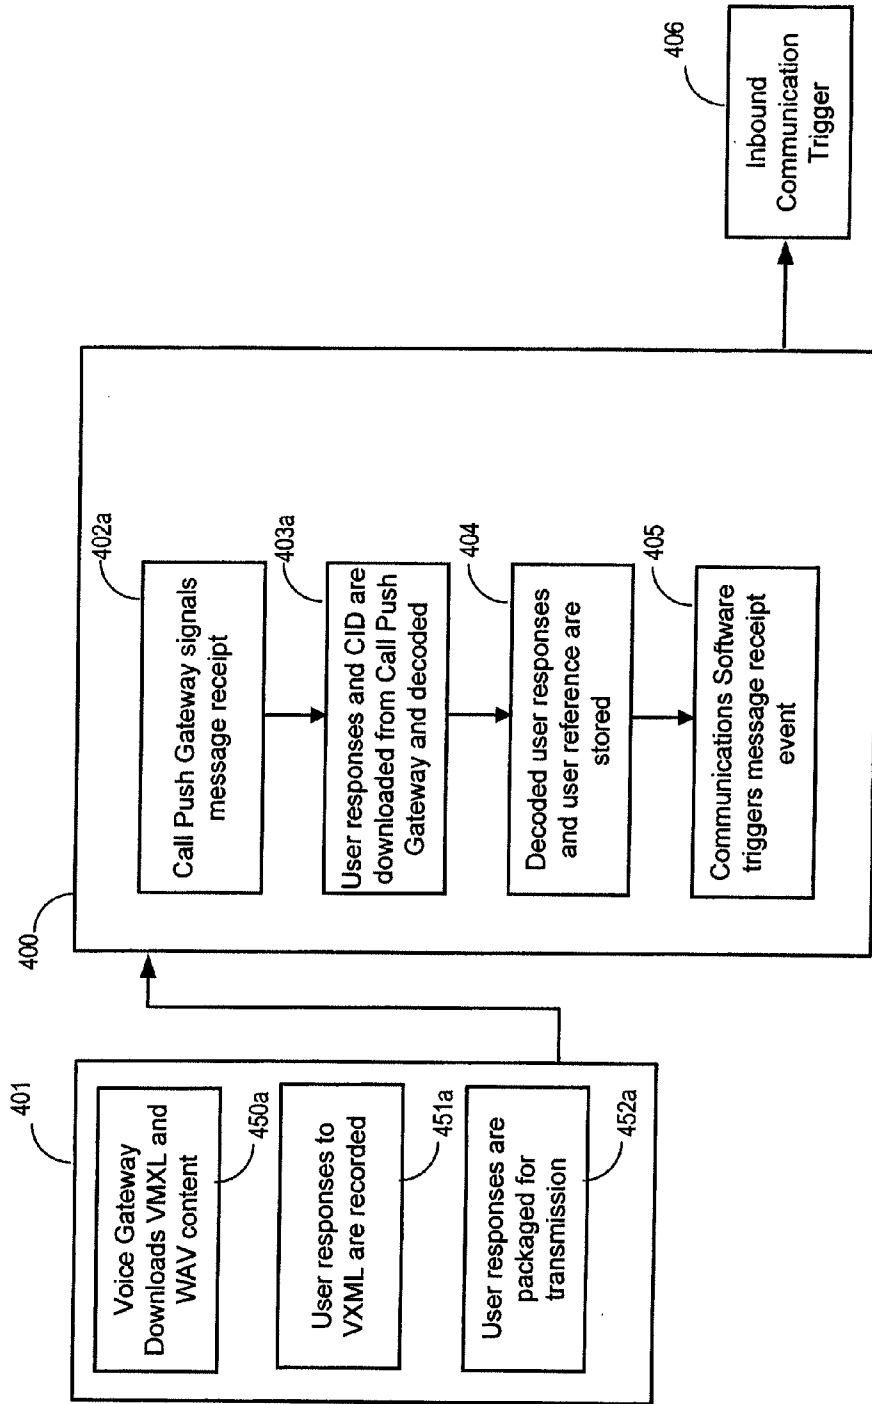 401
Voice Gateway
Downloads VMXL and
WAV content
450a
User responses to
VXML are recorded
451a
User responses are
packaged for
transmission
452a
400
Call Push Gateway signals
message receipt
402a
User responses and CID are
downloaded from Call Push
Gateway and decoded
403a
Decoded user responses
and user reference are
stored
404
Communications Software
triggers message receipt
event
405
Inbound
Communication
Trigger
406